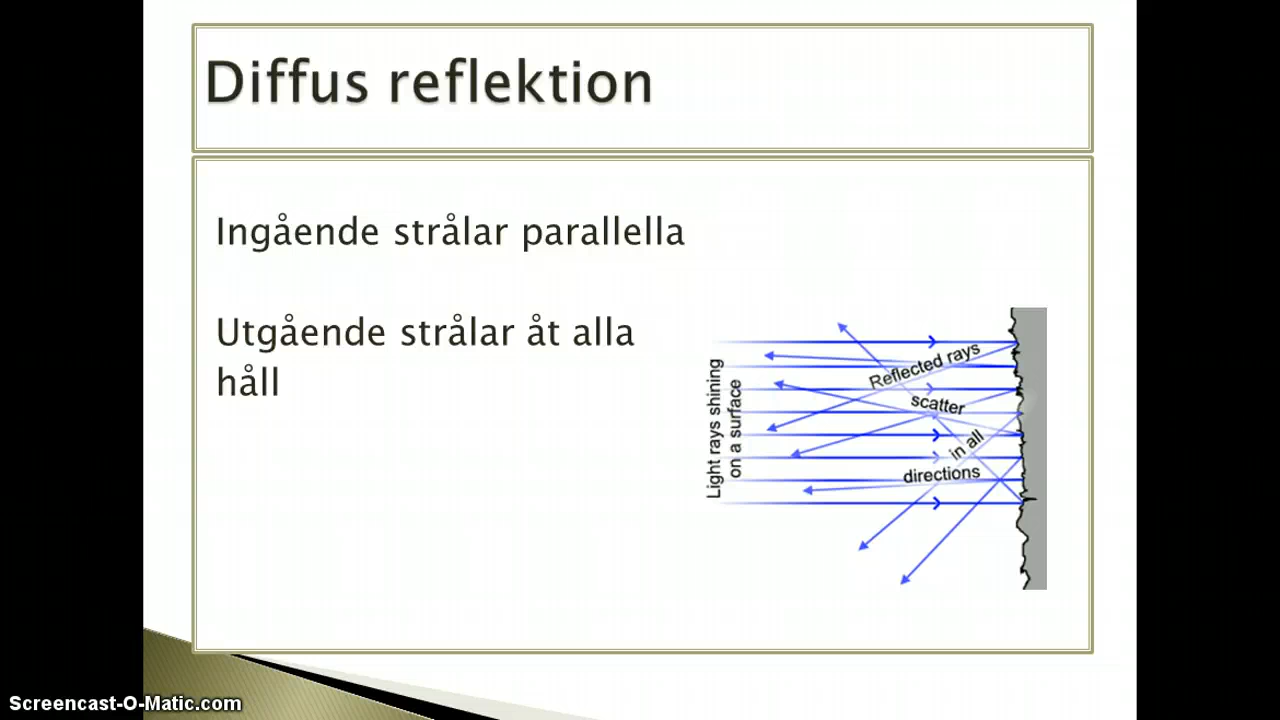 Diffus reflektion
Ingående strålar parallella
Utgående strålar åt alla
håll
Light rays shining
on a surface
Reflected rays
scatter
in all
directions
Screencast-O-Matic.com